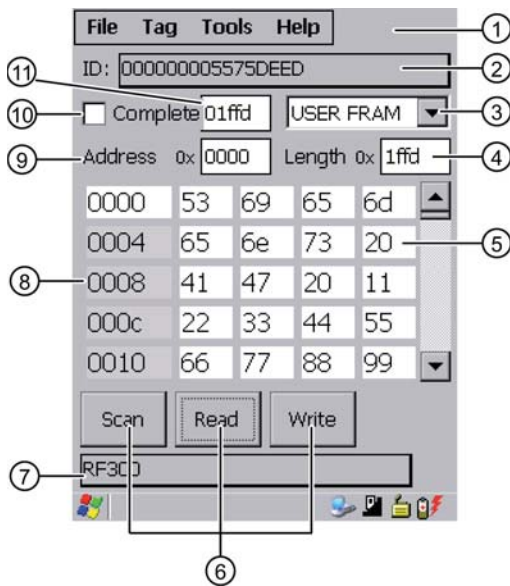 File Tag Tools Help
1
ID: 000000005575DEED
2
11
10
Complete 01ffd USER FRAM
3
9
Address 0x 0000 Length 0x 1ffd
4
0000 53 69 65 6d
0004 65 6e 73 20
5
8
0008 41 47 20 11
000c 22 33 44 55
0010 66 77 88 99
Scan Read Write
7
RF300
6